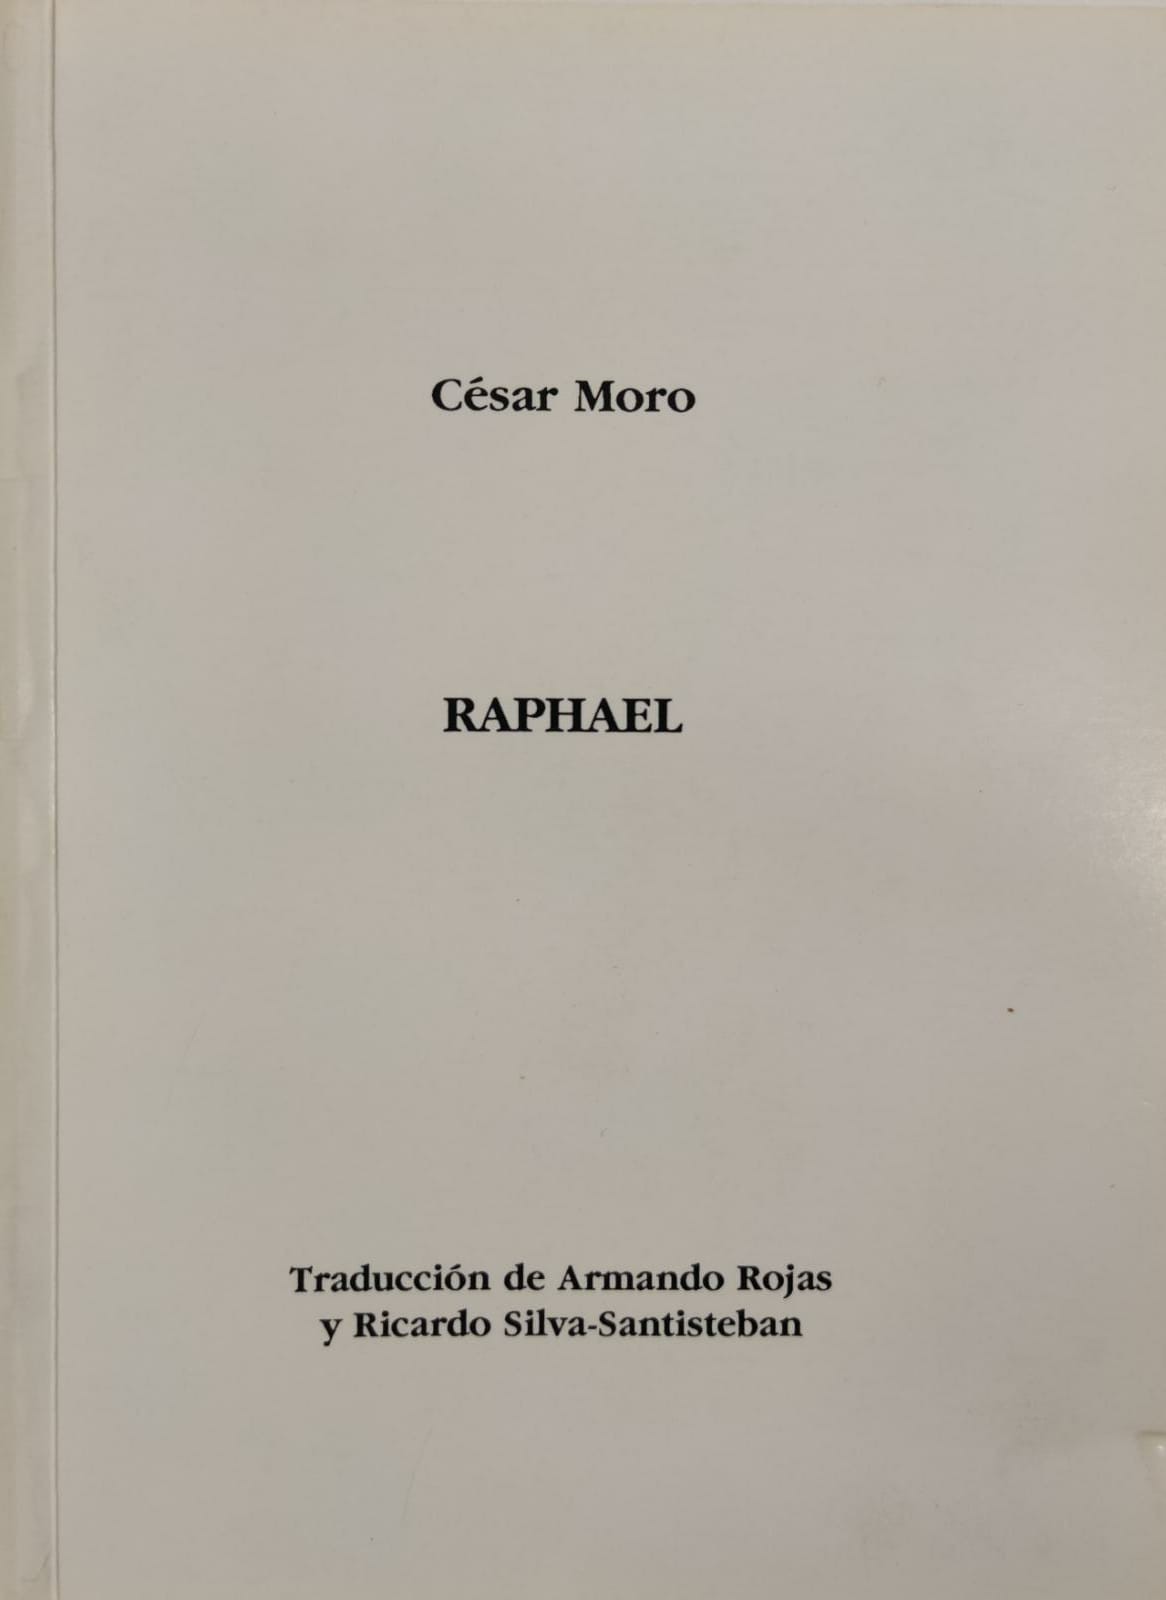 César Moro
RAPHAEL
Traducción de Armando Rojas
y Ricardo Silva-Santisteban